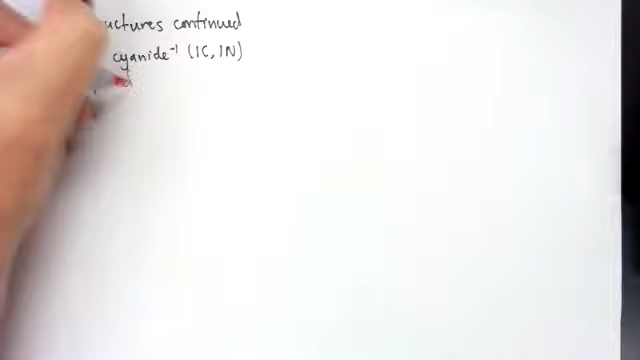 uctures continued
cyanide⁻¹ (1C, 1N)